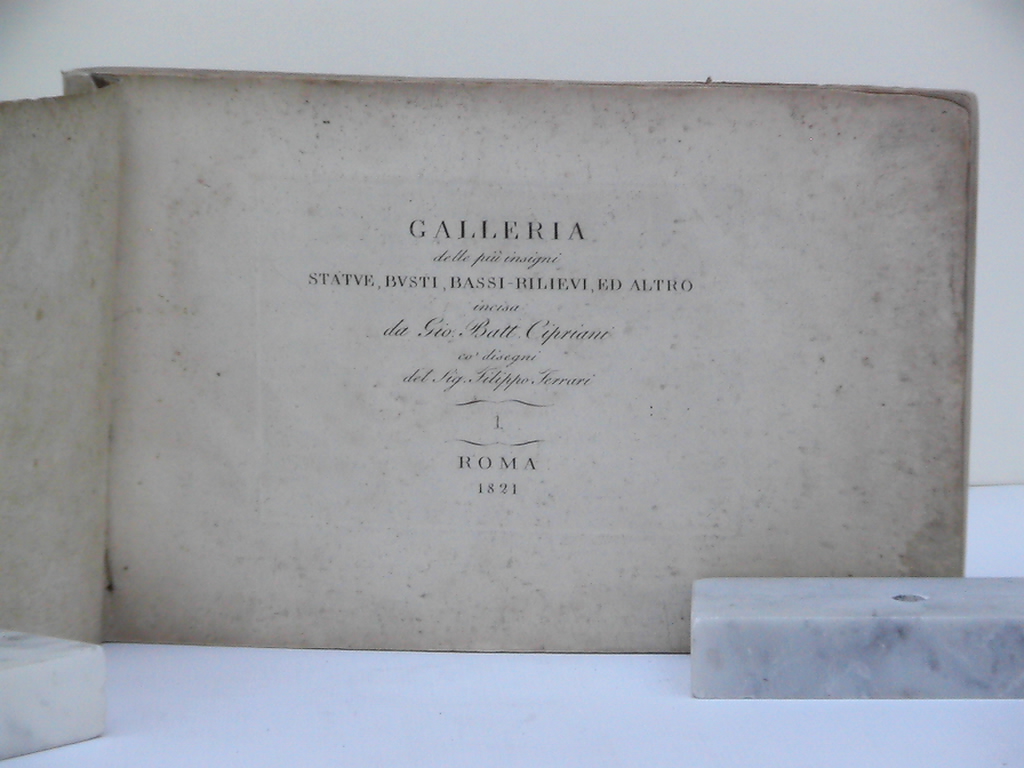 GALLERIA
delle più insigni
STATVE, BVSTI, BASSI-RILIEVI, ED ALTRO
incisa
da Gio. Batt. Cipriani
co' disegni
del Sig. Filippo Ferrari
1.
ROMA
1821